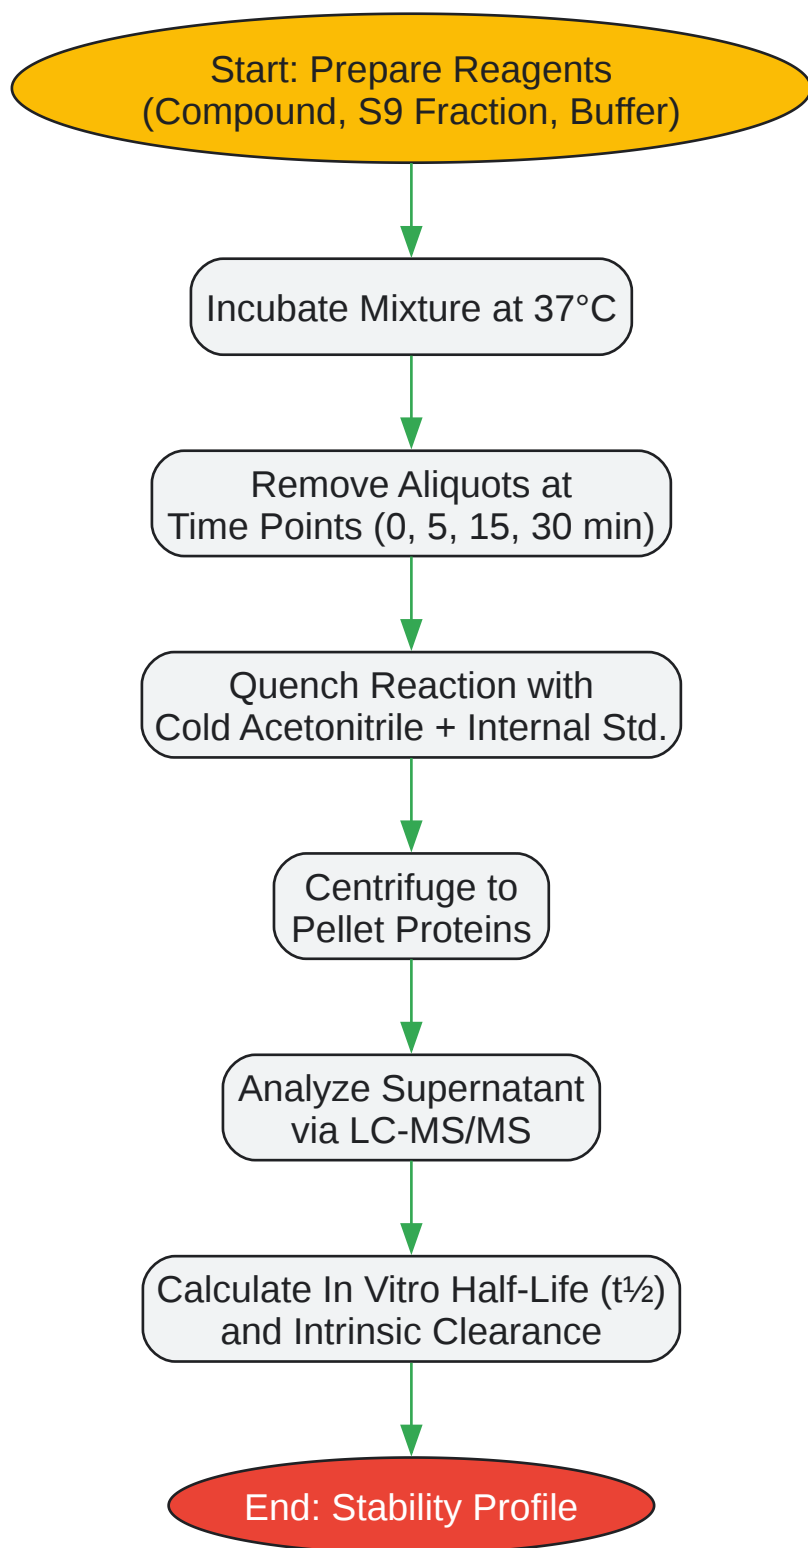 Start: Prepare Reagents
(Compound, S9 Fraction, Buffer)
Incubate Mixture at 37°C
Remove Aliquots at
Time Points (0, 5, 15, 30 min)
Quench Reaction with
Cold Acetonitrile + Internal Std.
Centrifuge to
Pellet Proteins
Analyze Supernatant
via LC-MS/MS
Calculate In Vitro Half-Life (t½)
and Intrinsic Clearance
End: Stability Profile